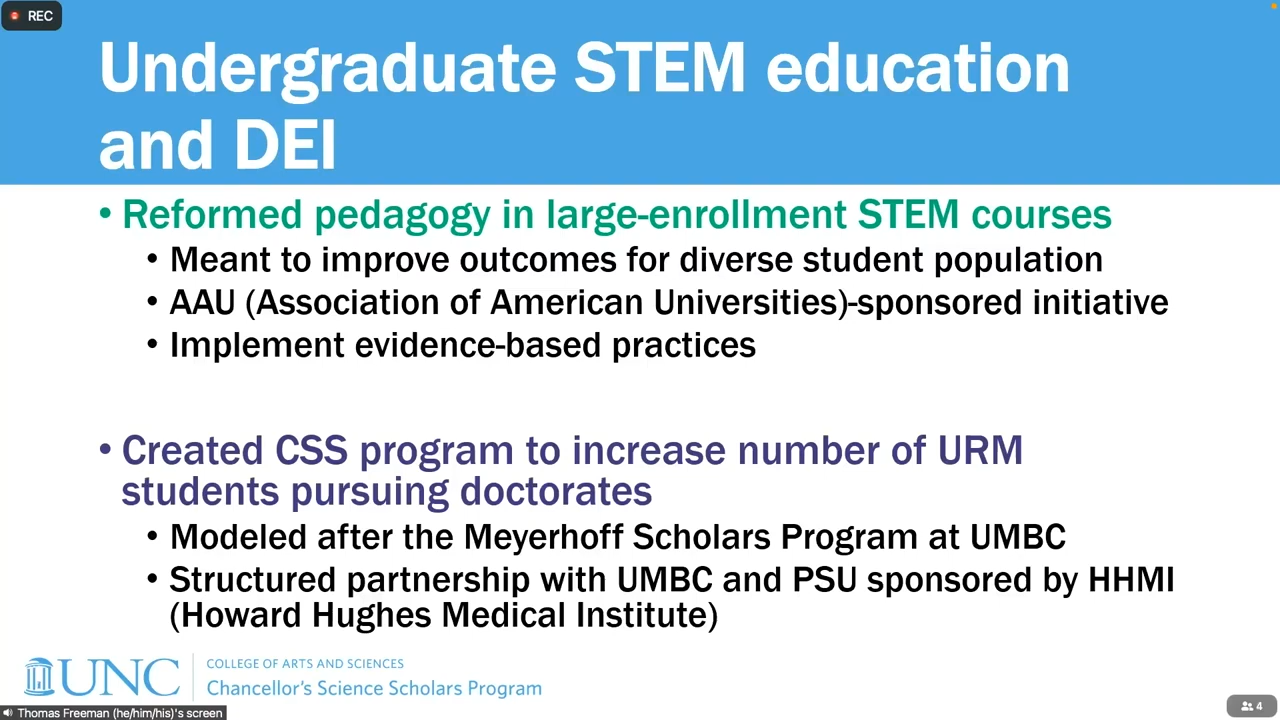 REC
Undergraduate STEM education
and DEI
• Reformed pedagogy in large-enrollment STEM courses
• Meant to improve outcomes for diverse student population
• AAU (Association of American Universities)-sponsored initiative
• Implement evidence-based practices
• Created CSS program to increase number of URM
students pursuing doctorates
• Modeled after the Meyerhoff Scholars Program at UMBC
• Structured partnership with UMBC and PSU sponsored by HHMI
(Howard Hughes Medical Institute)
UNC
COLLEGE OF ARTS AND SCIENCES
Chancellor's Science Scholars Program
Thomas Freeman (he/him/his)'s screen
4